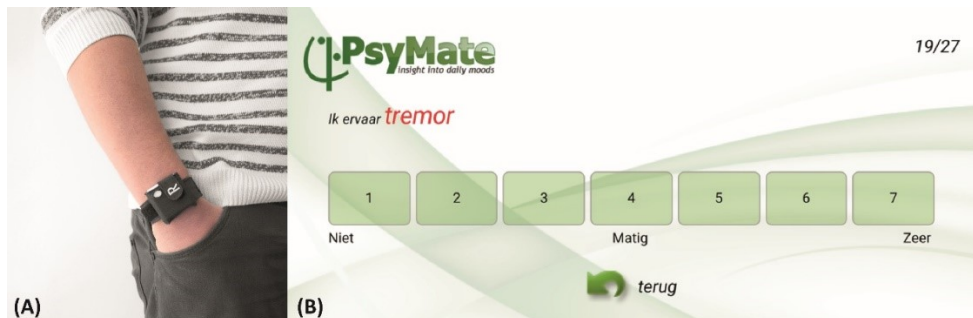 R
(A)
PsyMate
insight into daily moods
19/27
Ik ervaar tremor
1 2 3 4 5 6 7
Niet Matig Zeer
terug
(B)